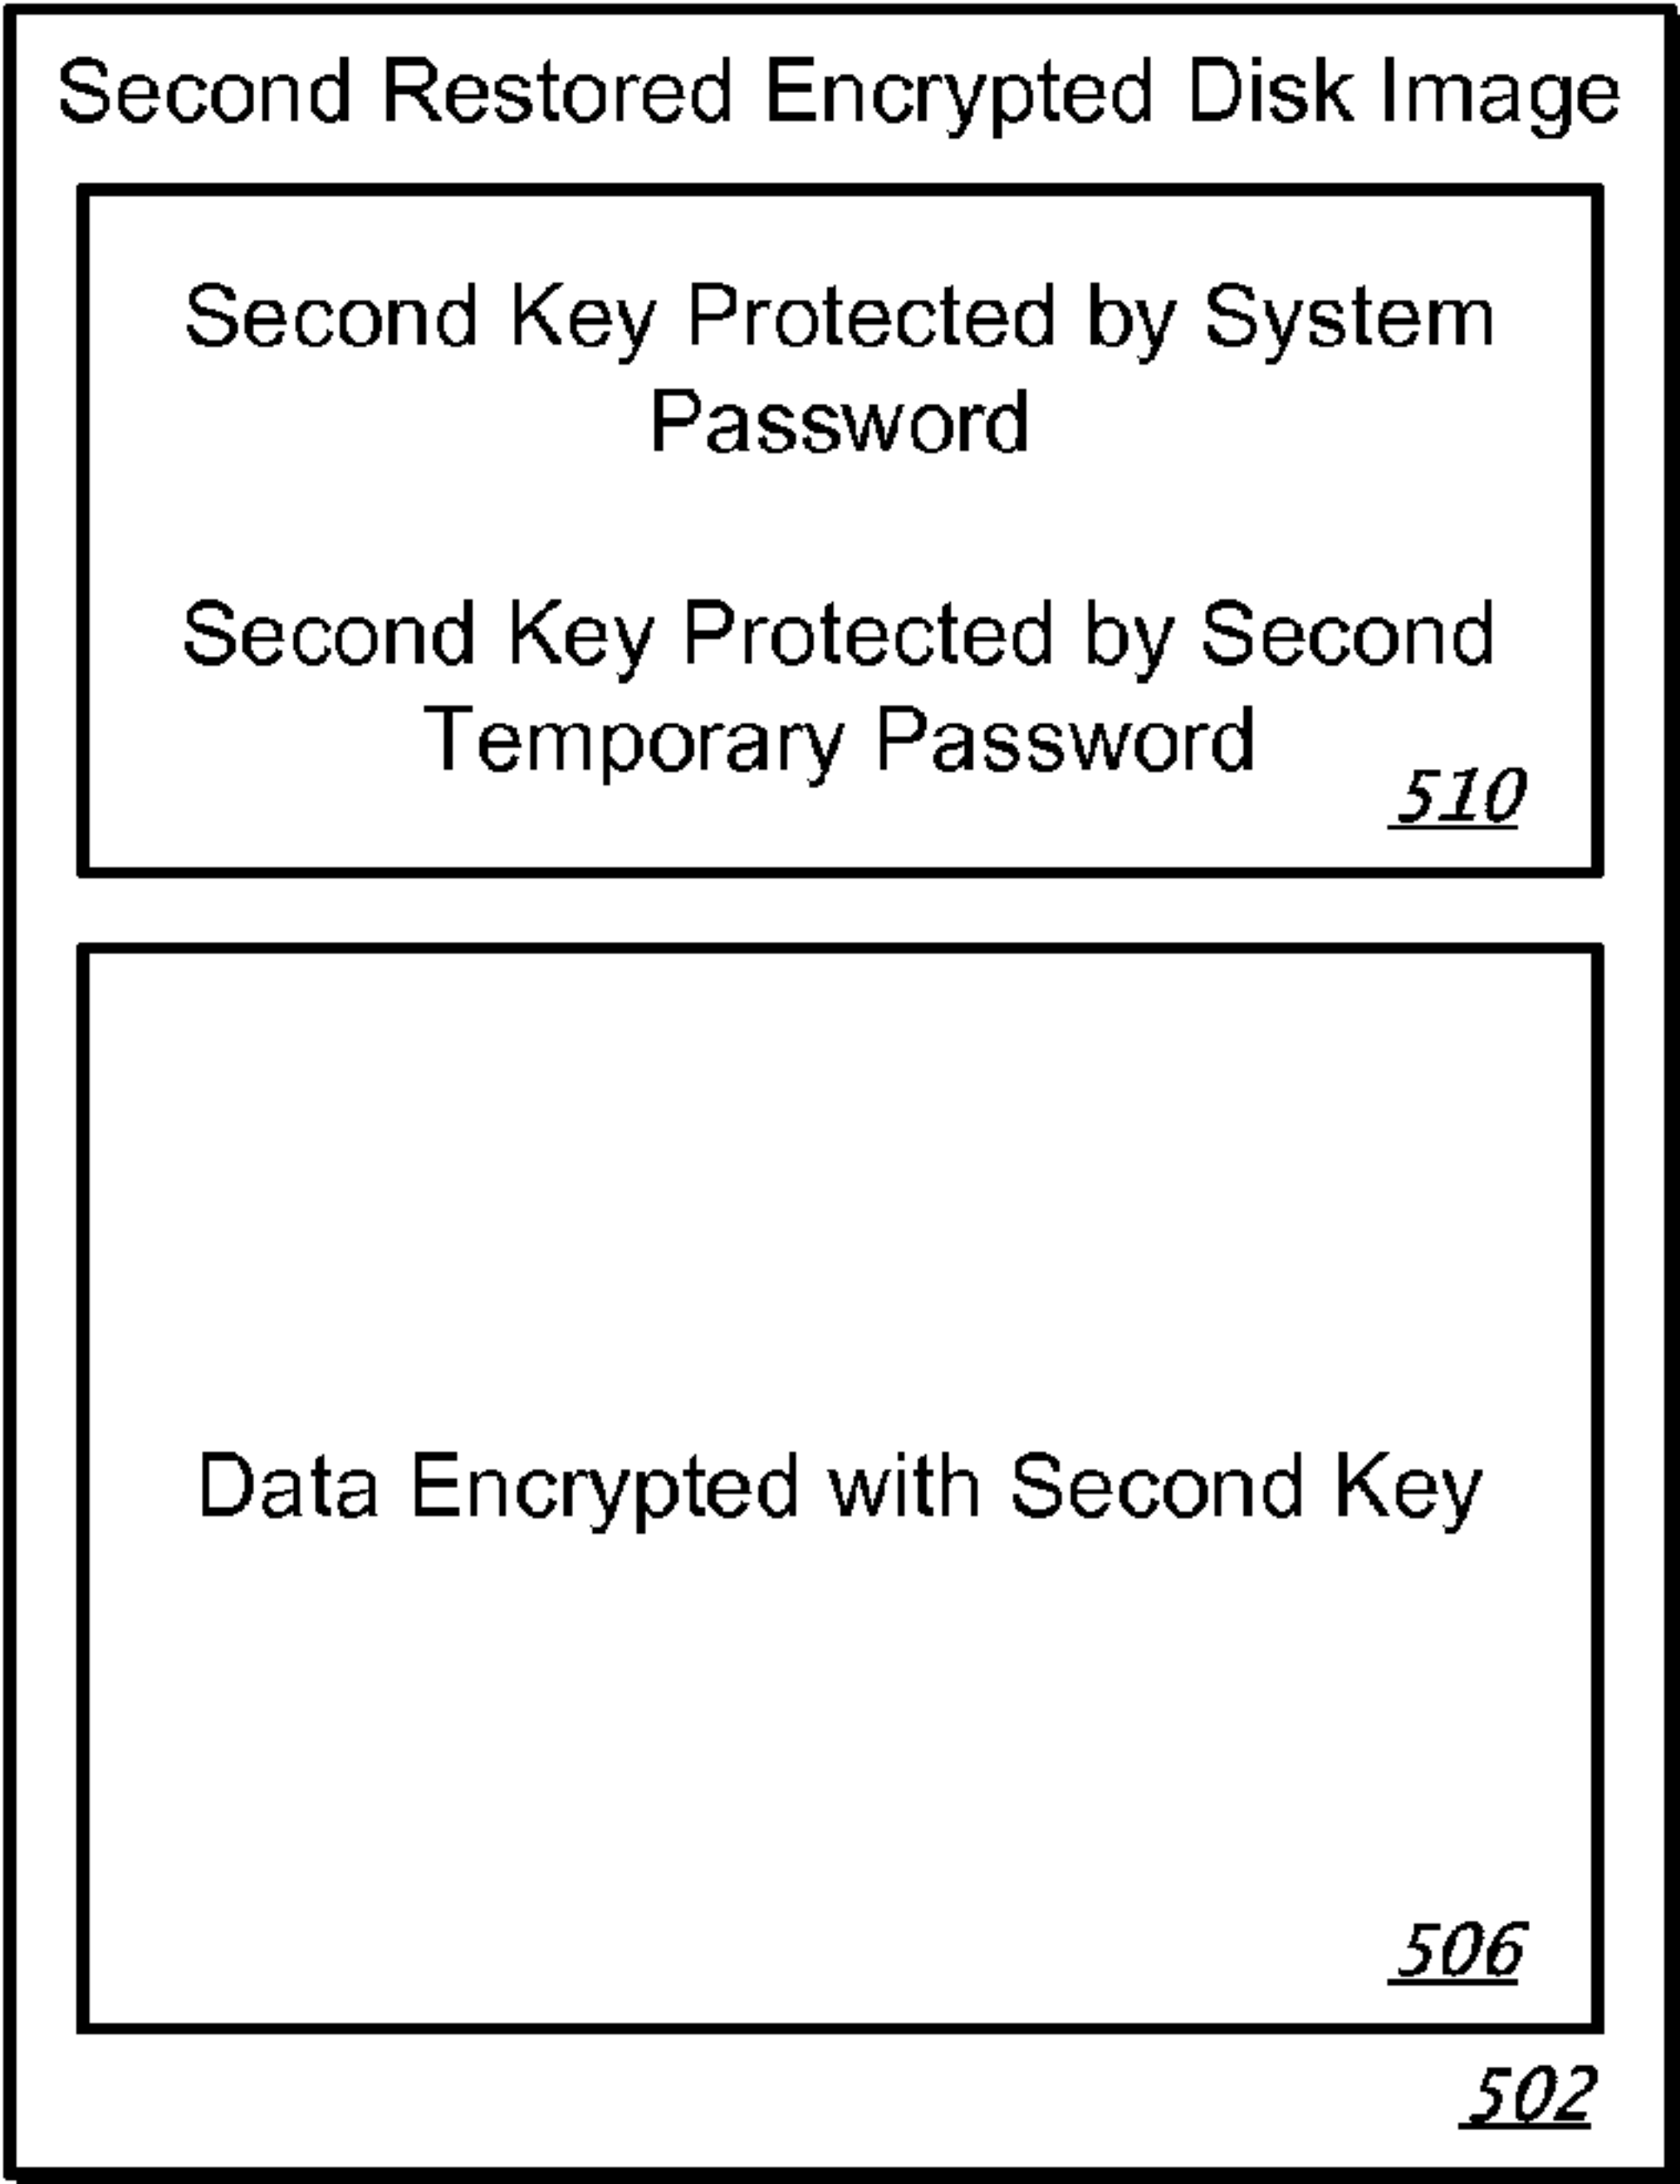 Second Restored Encrypted Disk Image
Second Key Protected by System
Password
Second Key Protected by Second
Temporary Password
510
Data Encrypted with Second Key
506
502